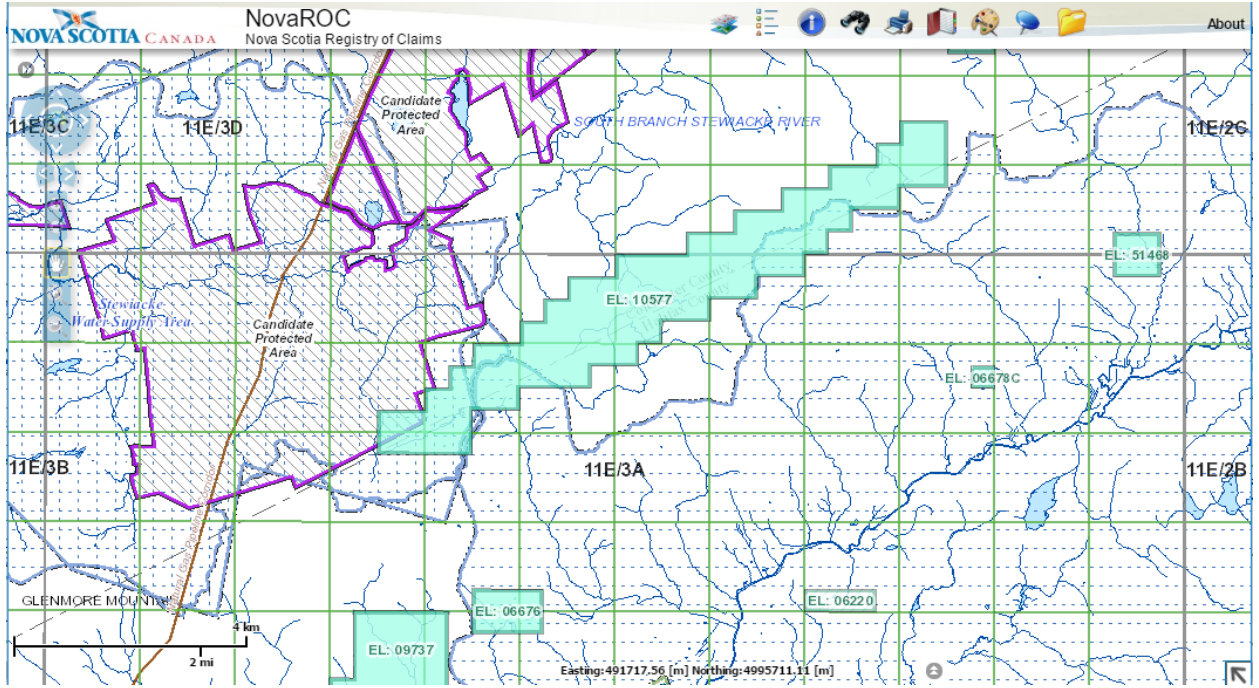 NOVA SCOTIA CANADA
NovaROC
Nova Scotia Registry of Claims
About
Candidate
Protected
Area
11E/3C
11E/3D
SOUTH BRANCH STEWIACKE RIVER
11E/2C
EL: 51468
Stewiacke
Water Supply Area
EL: 10577
Candidate
Protected
Area
EL: 06678C
11E/3B
11E/3A
11E/2B
GLENMORE
EL: 06676
EL: 06220
4 km
2 mi
EL: 09737
Easting:491717.56 [m] Northing:4995711.11 [m]